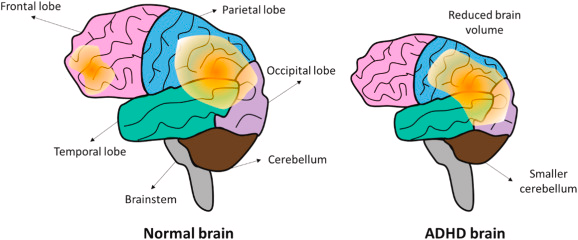 Frontal lobe
Parietal lobe
Occipital lobe
Temporal lobe
Cerebellum
Brainstem
Normal brain
Reduced brain
volume
Smaller
cerebellum
ADHD brain